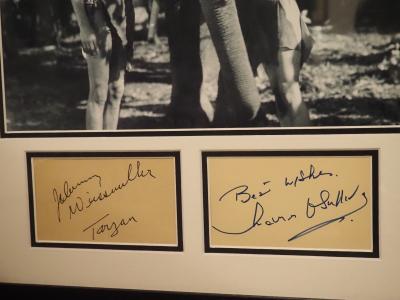 Johnny
Weissmuller
Tarzan
Best wishes.
Maureen O'Sullivan